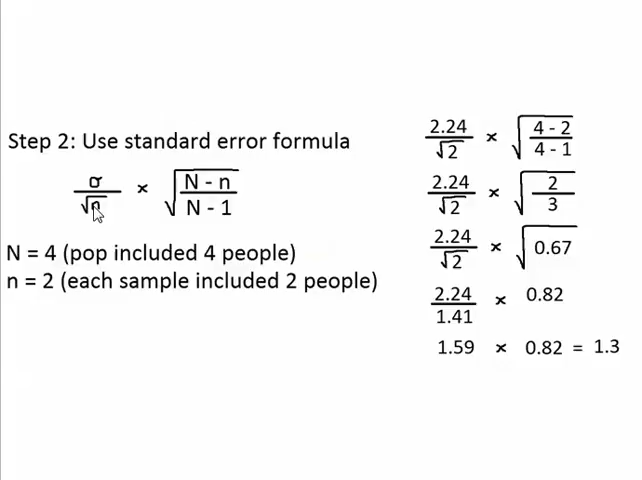 Step 2: Use standard error formula
σ / √n × √((N - n) / (N - 1))
N = 4 (pop included 4 people)
n = 2 (each sample included 2 people)
2.24 / √2 × √((4 - 2) / (4 - 1))
2.24 / √2 × √(2 / 3)
2.24 / √2 × √0.67
2.24 / 1.41 × 0.82
1.59 × 0.82 = 1.3